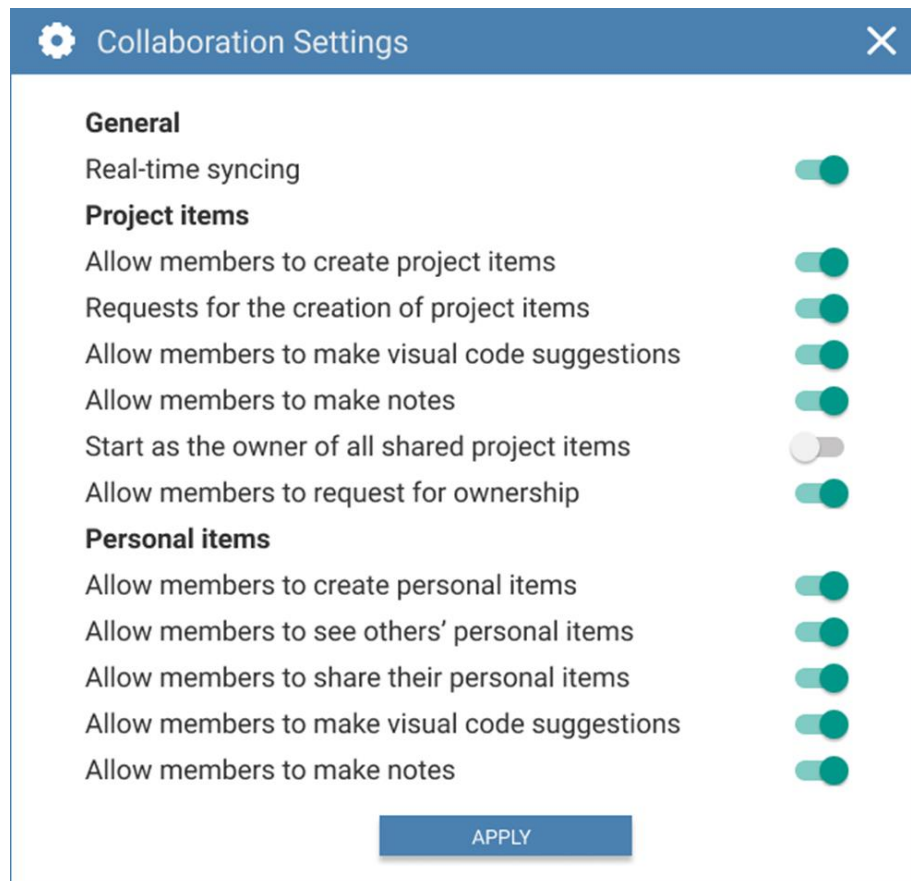 Collaboration Settings
General
Real-time syncing
Project items
Allow members to create project items
Requests for the creation of project items
Allow members to make visual code suggestions
Allow members to make notes
Start as the owner of all shared project items
Allow members to request for ownership
Personal items
Allow members to create personal items
Allow members to see others’ personal items
Allow members to share their personal items
Allow members to make visual code suggestions
Allow members to make notes
APPLY